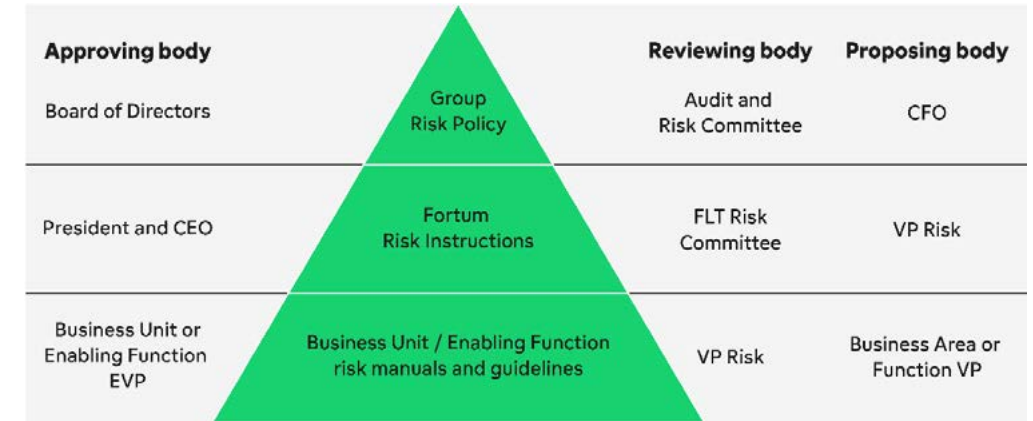 Approving body
Reviewing body
Proposing body
Board of Directors
Group
Risk Policy
Audit and
Risk Committee
CFO
President and CEO
Fortum
Risk Instructions
FLT Risk
Committee
VP Risk
Business Unit or
Enabling Function
EVP
Business Unit / Enabling Function
risk manuals and guidelines
VP Risk
Business Area or
Function VP